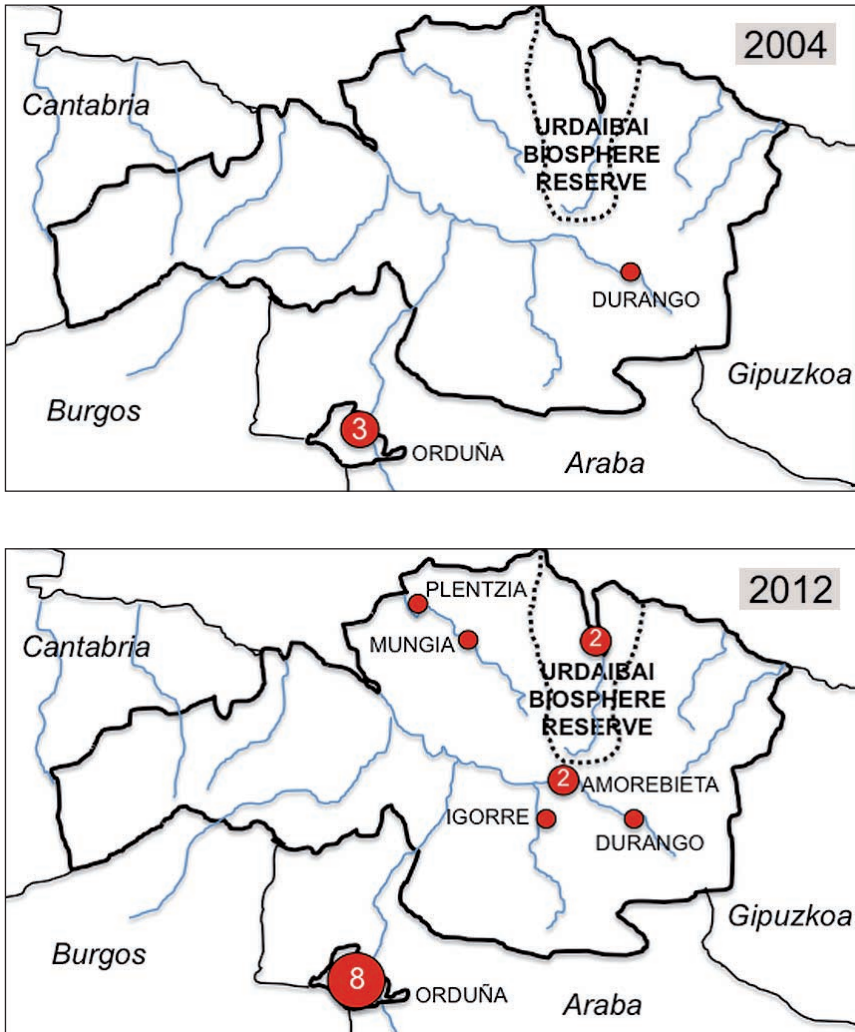 2004
Cantabria
URDAIBAI
BIOSPHERE
RESERVE
DURANGO
Gipuzkoa
Burgos
3
ORDUÑA
Araba
2012
PLENTZIA
Cantabria
MUNGIA
2
URDAIBAI
BIOSPHERE
RESERVE
2
AMOREBIETA
IGORRE
DURANGO
Gipuzkoa
Burgos
8
ORDUÑA
Araba